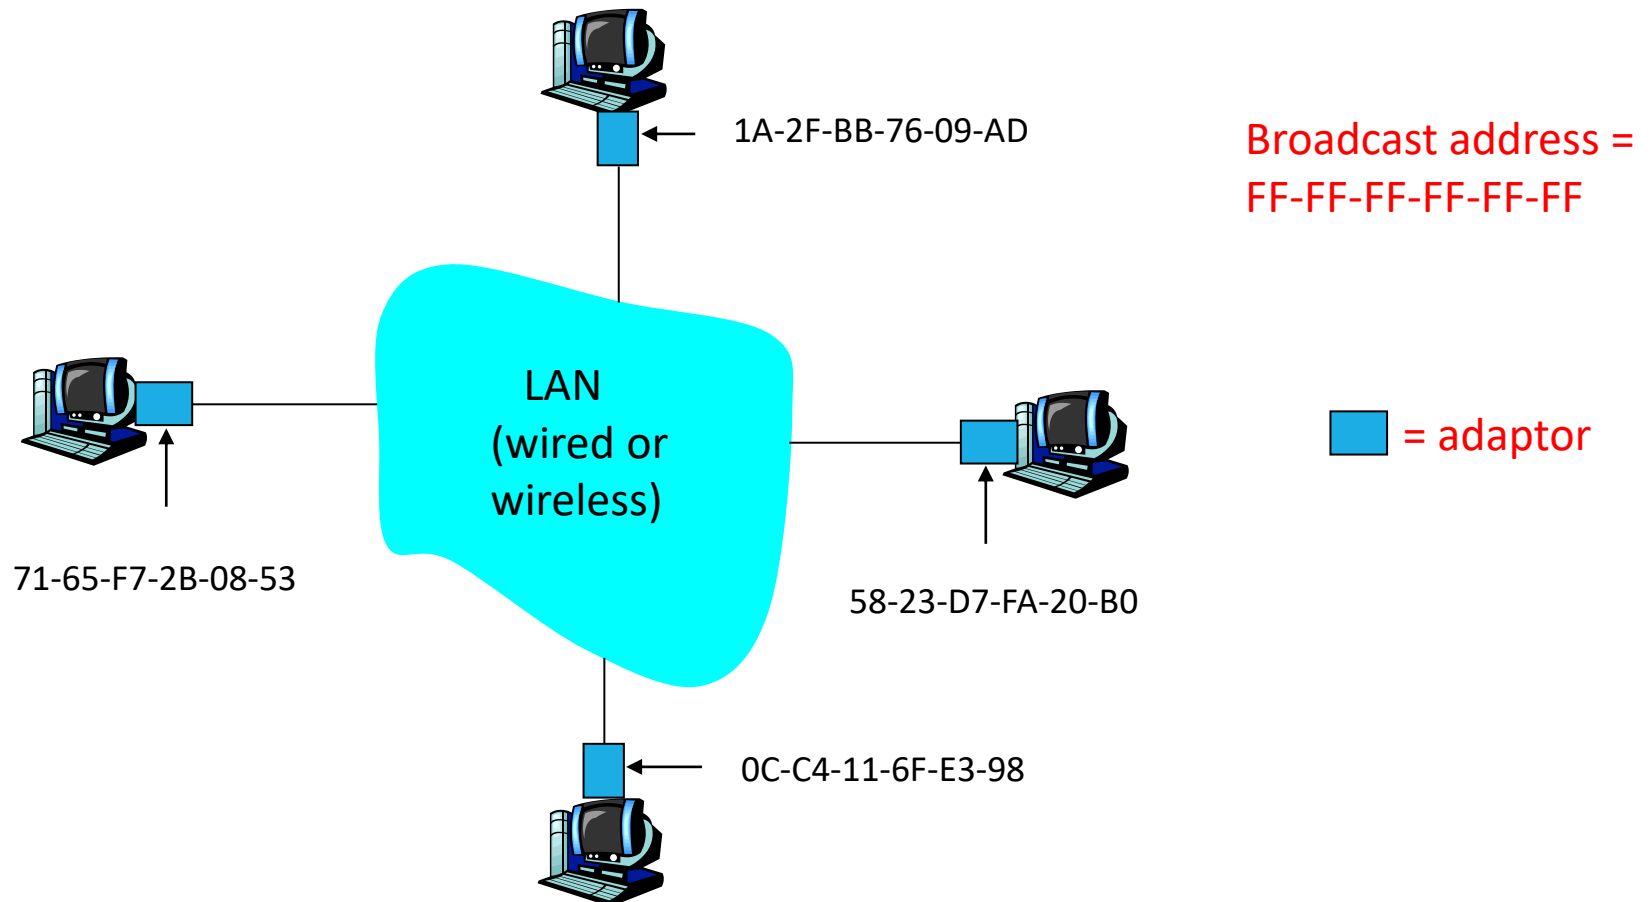 1A-2F-BB-76-09-AD
Broadcast address =
FF-FF-FF-FF-FF-FF
LAN
(wired or
wireless)
= adaptor
71-65-F7-2B-08-53
58-23-D7-FA-20-B0
0C-C4-11-6F-E3-98